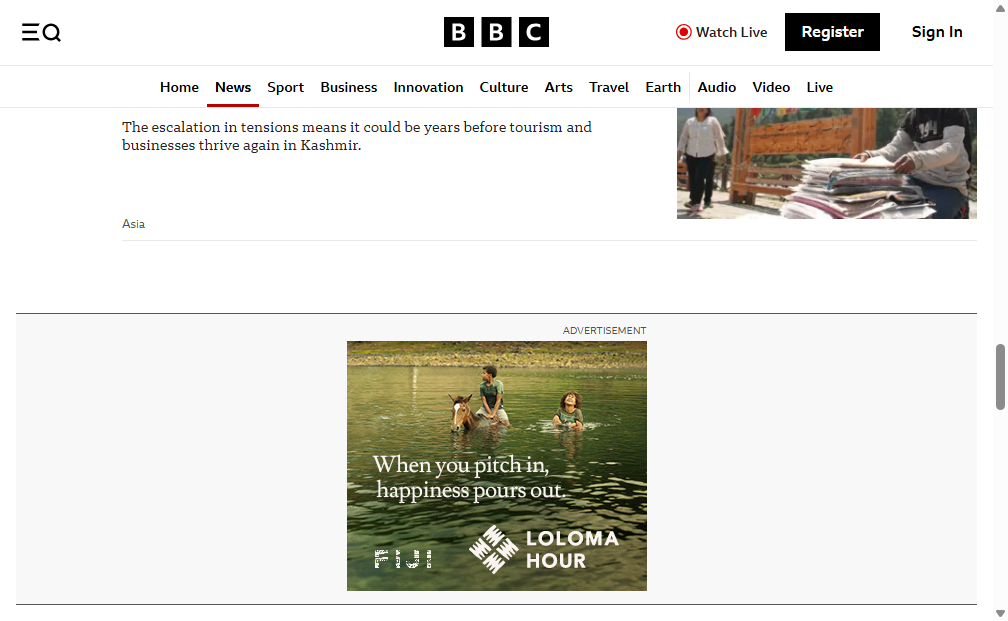 BBC
Watch Live
Register
Sign In
Home News Sport Business Innovation Culture Arts Travel Earth Audio Video Live
The escalation in tensions means it could be years before tourism and
businesses thrive again in Kashmir.
Asia
ADVERTISEMENT
When you pitch in,
happiness pours out.
FIJI
LOLOMA
HOUR